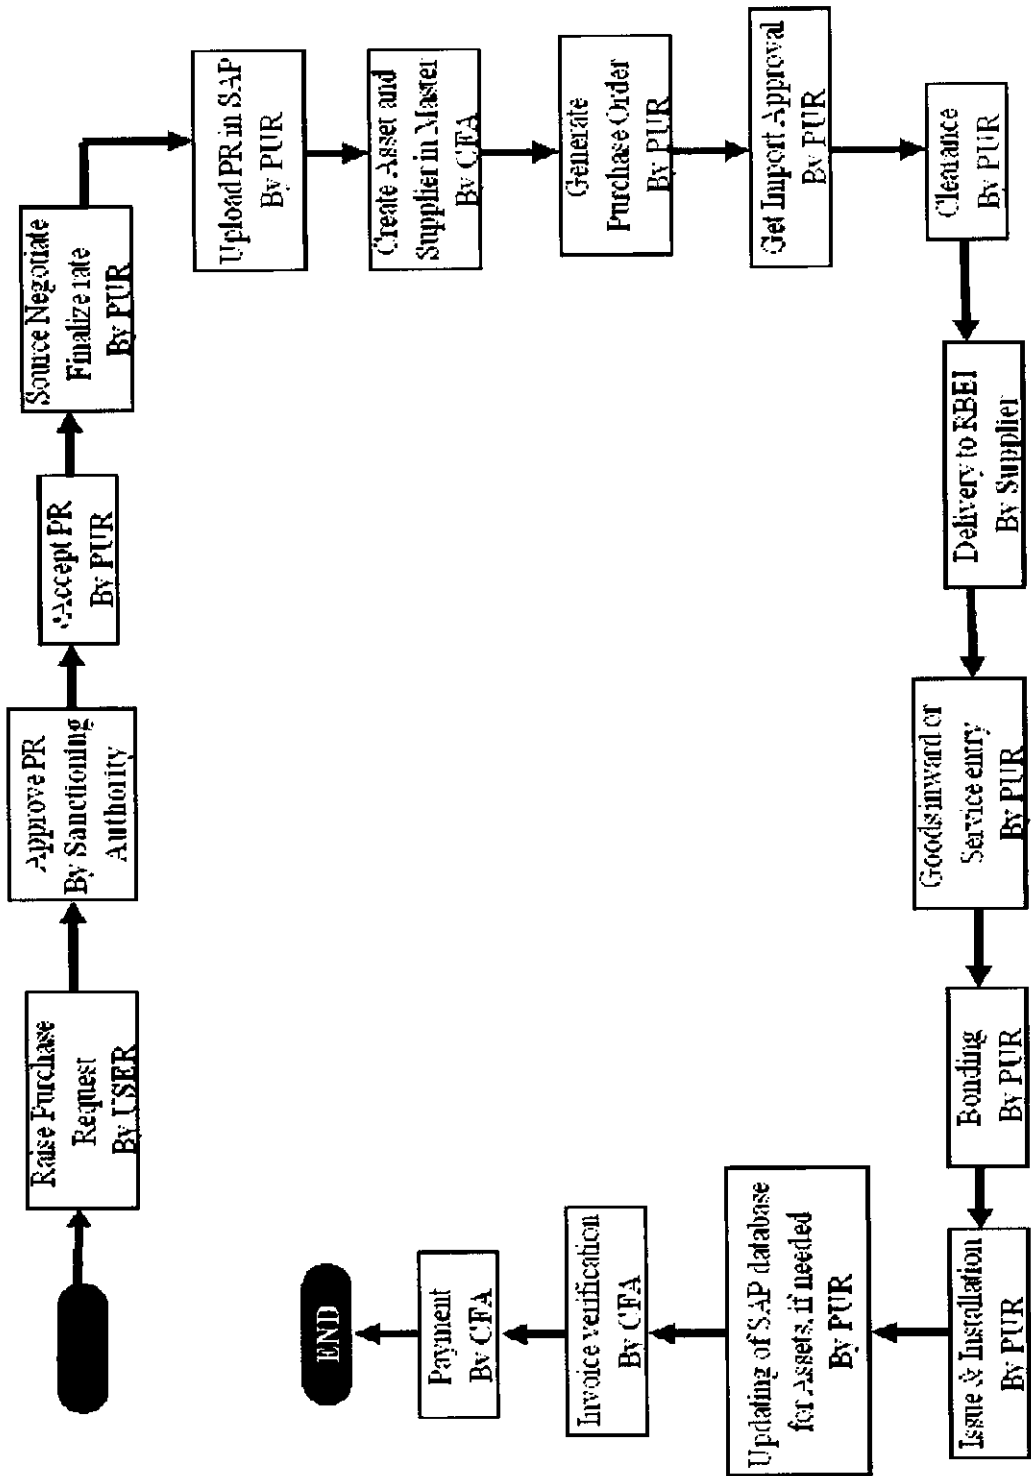 Raise Purchase
Request
By USER
Approve PR
By Sanctioning
Authority
Accept PR
By PUR
Source Negotiate
Finalize rate
By PUR
Upload PR in SAP
By PUR
Create Asset and
Supplier in Master
By CFA
Generate
Purchase Order
By PUR
Get Import Approval
By PUR
Clearance
By PUR
Delivery to RBEI
By Supplier
Goods inward or
Service entry
By PUR
Bonding
By PUR
Issue & Installation
By PUR
Updating of SAP database
for Assets, if needed
By PUR
Invoice verification
By CFA
Payment
By CFA
END